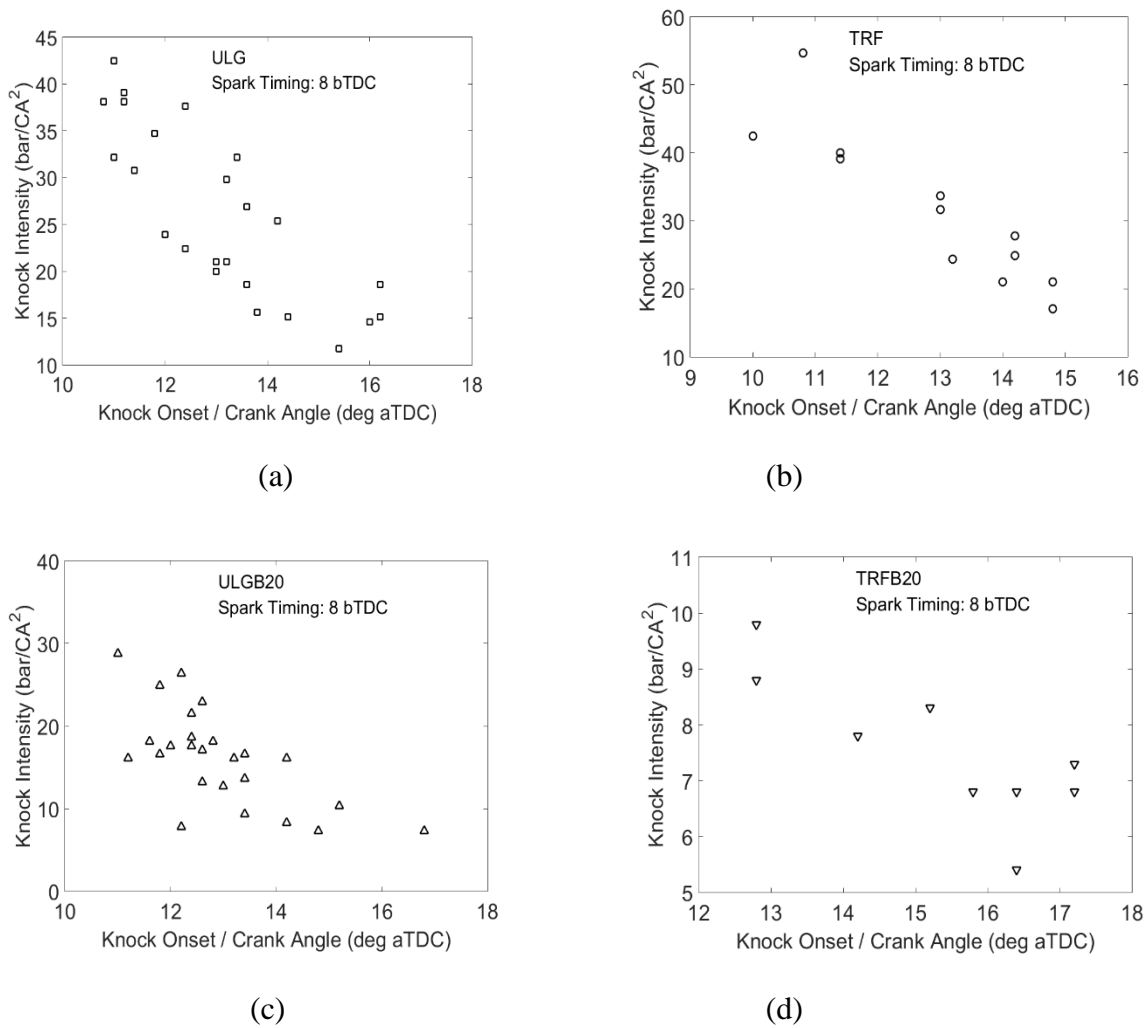 ULG
Spark Timing: 8 bTDC
Knock Intensity (bar/CA²)
45
40
35
30
25
20
15
10
10 12 14 16 18
Knock Onset / Crank Angle (deg aTDC)
(a)
TRF
Spark Timing: 8 bTDC
Knock Intensity (bar/CA²)
60
50
40
30
20
10
9 10 11 12 13 14 15 16
Knock Onset / Crank Angle (deg aTDC)
(b)
ULGB20
Spark Timing: 8 bTDC
Knock Intensity (bar/CA²)
40
30
20
10
0
10 12 14 16 18
Knock Onset / Crank Angle (deg aTDC)
(c)
TRFB20
Spark Timing: 8 bTDC
Knock Intensity (bar/CA²)
11
10
9
8
7
6
5
12 13 14 15 16 17 18
Knock Onset / Crank Angle (deg aTDC)
(d)